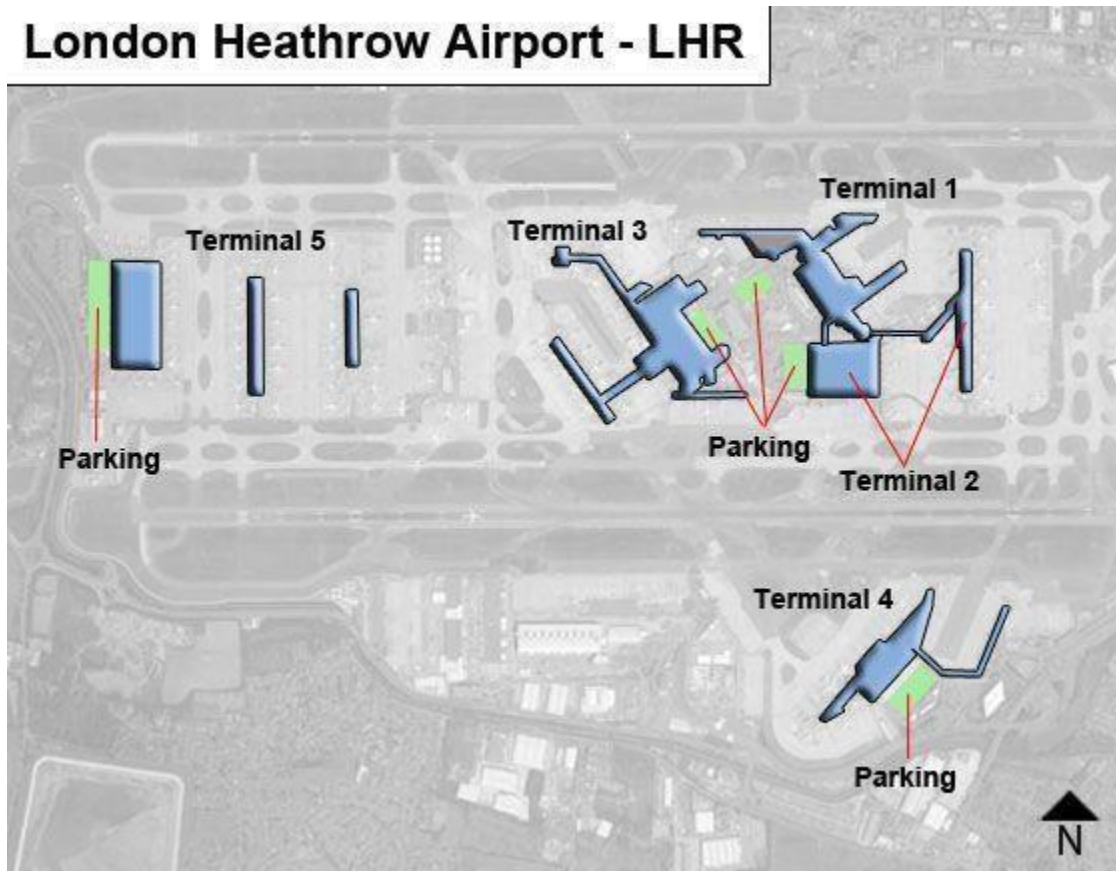 London Heathrow Airport - LHR
Terminal 1
Terminal 5
Terminal 3
Parking
Parking
Terminal 2
Terminal 4
Parking
N